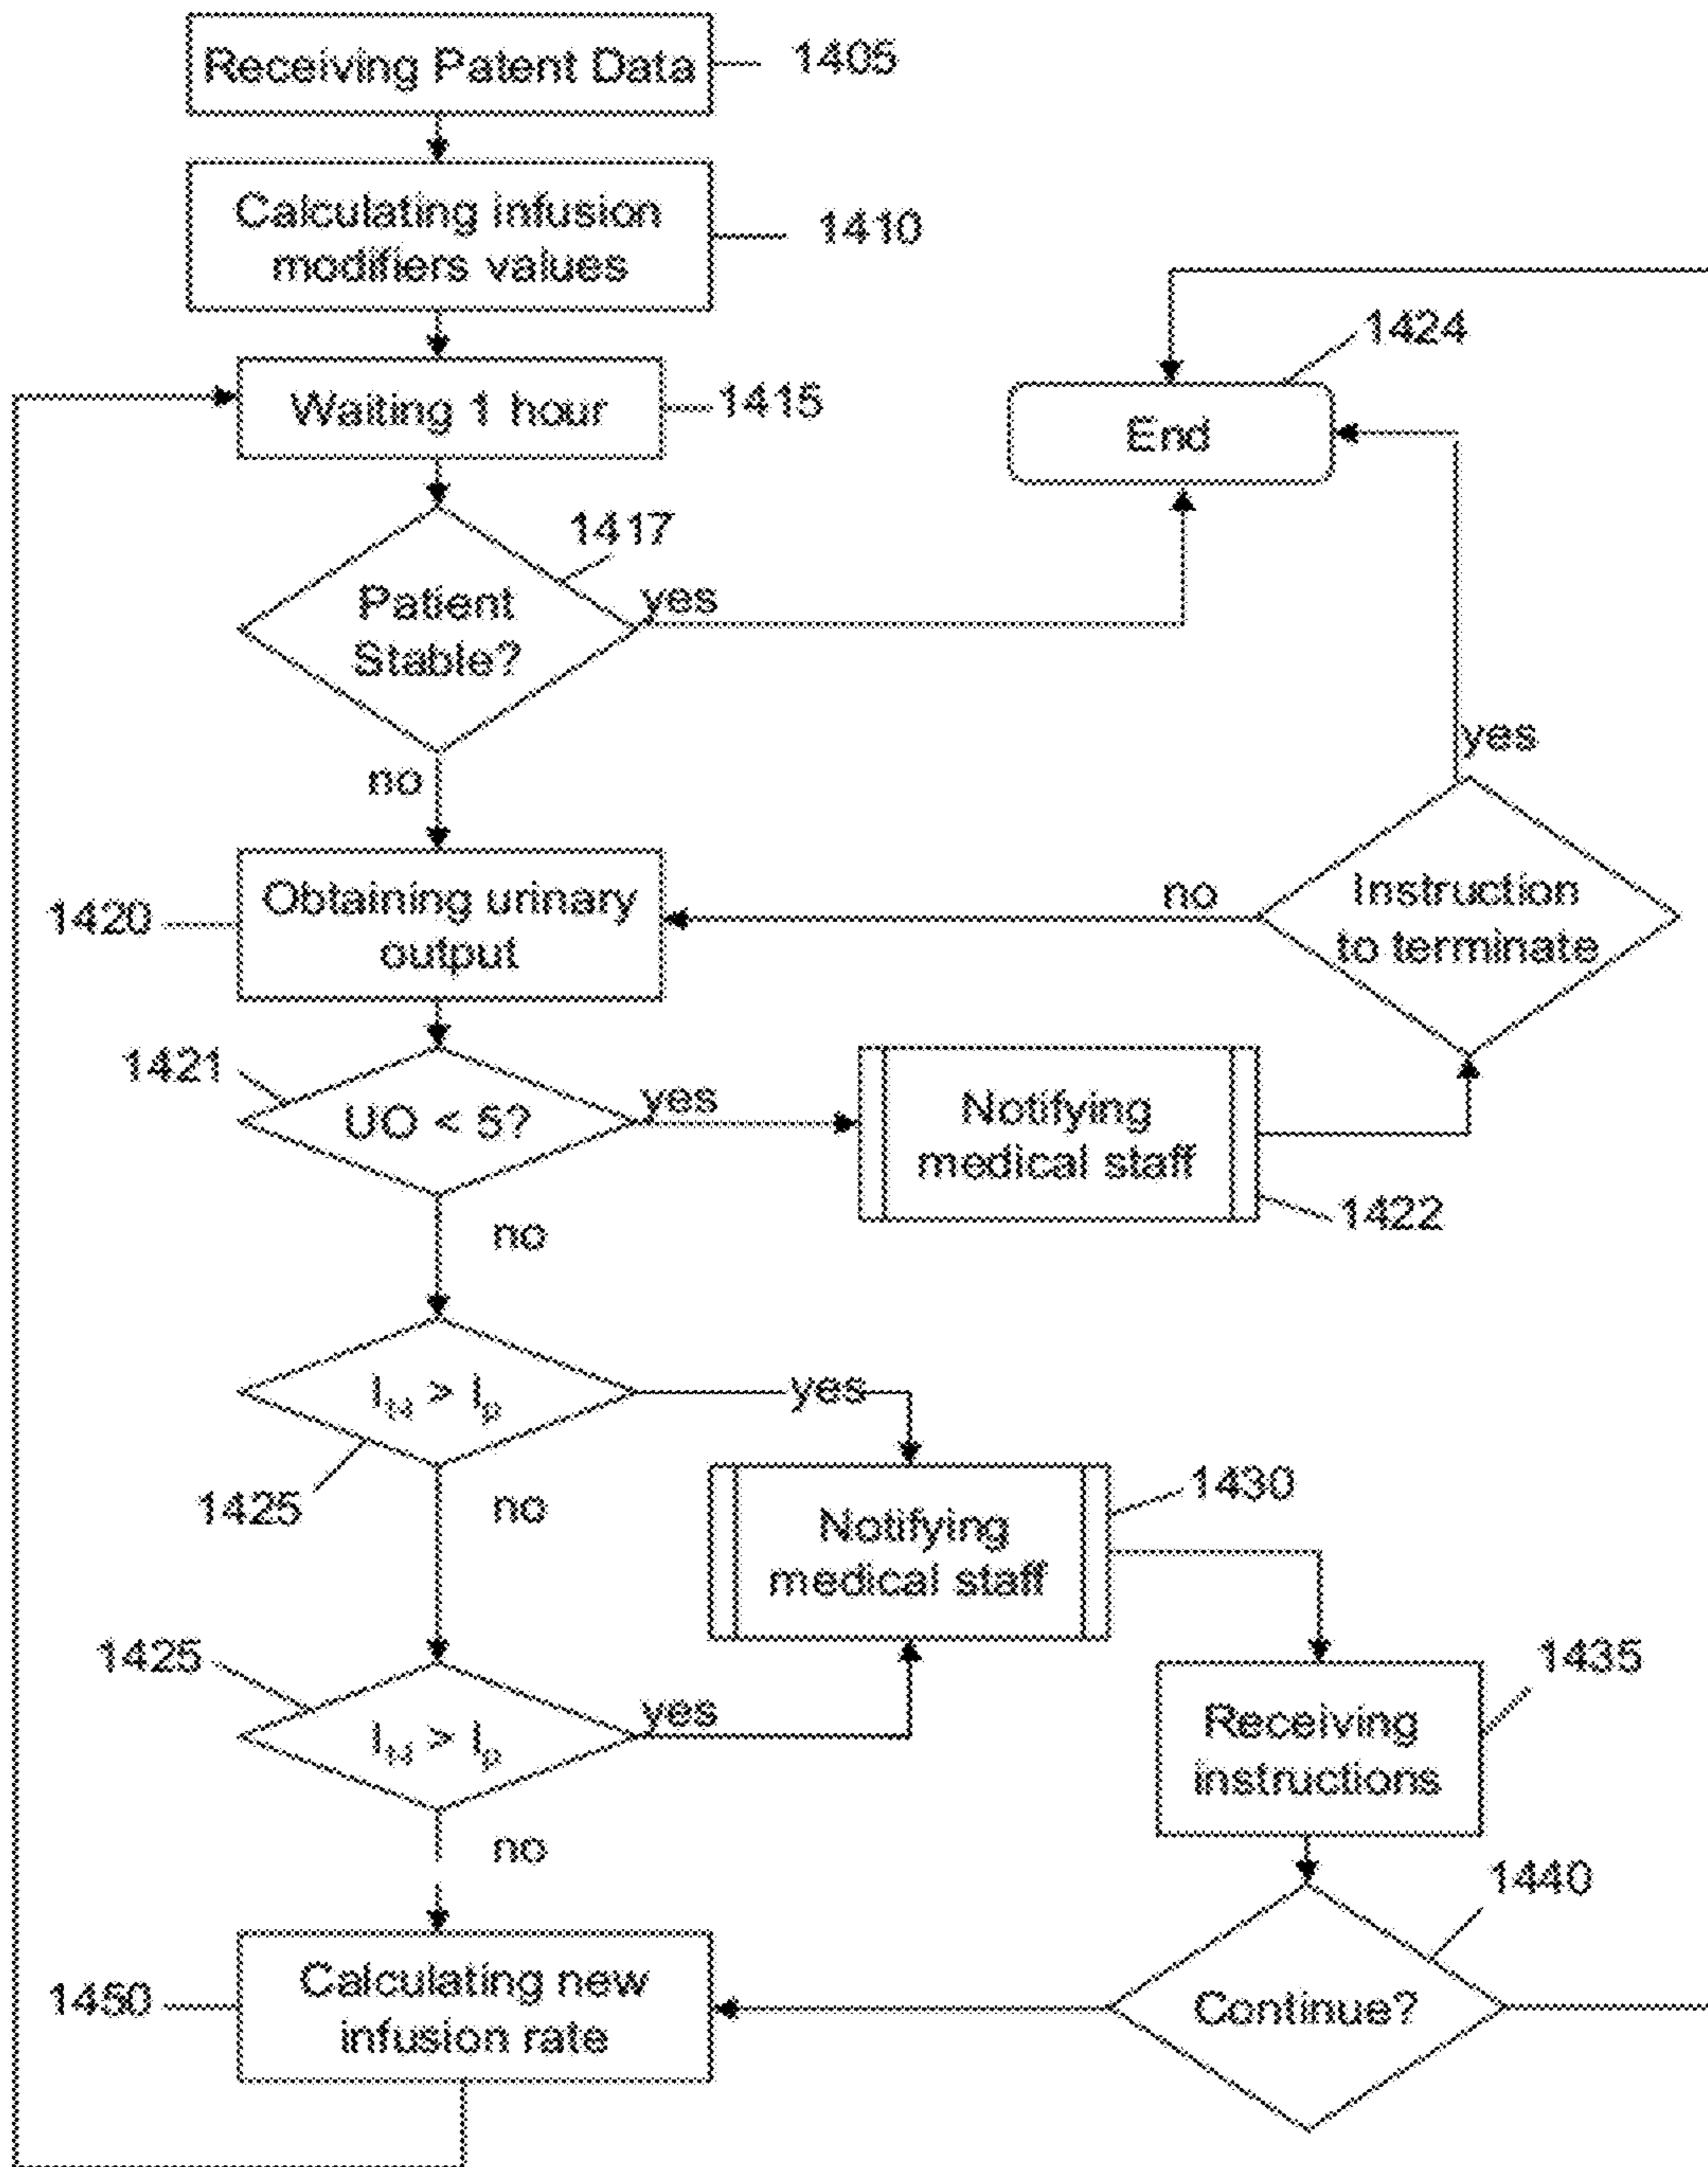 Receiving Patent Data
1405
Calculating infusion
modifiers values
1410
1424
Waiting 1 hour
1415
End
1417
Patient
Stable?
yes
no
yes
1420
Obtaining urinary
output
no
Instruction
to terminate
1421
UO < 5?
yes
Notifying
medical staff
1422
no
> Iₚ
yes
1425
no
Notifying
medical staff
1430
1425
> Iₚ
yes
1435
Receiving
instructions
no
1440
1450
Calculating new
infusion rate
Continue?